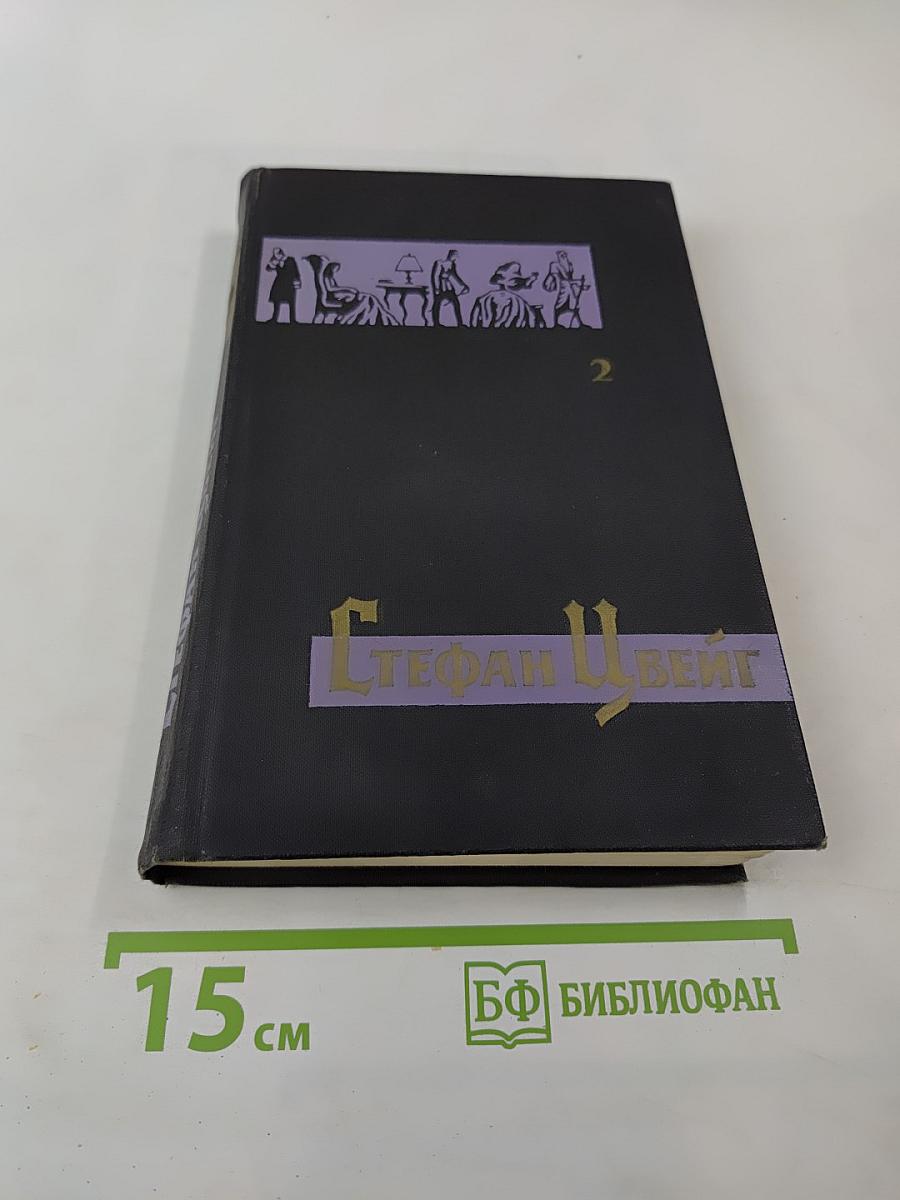 2
Стефан Цвейг
15 см
БФ БИБЛИОФАН